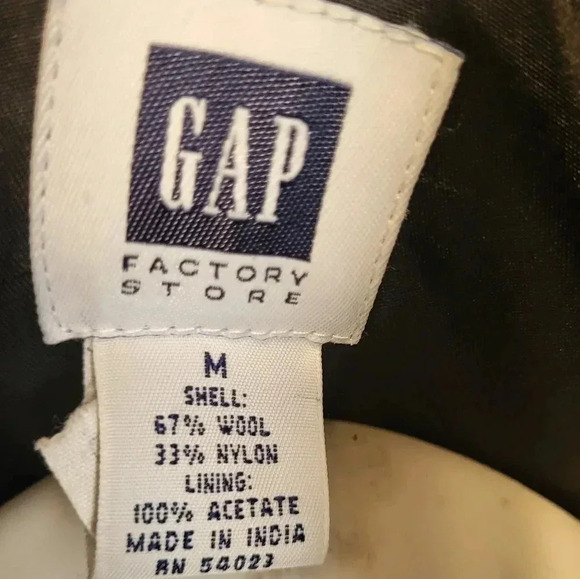 GAP
FACTORY
STORE
M
SHELL:
67% WOOL
33% NYLON
LINING:
100% ACETATE
MADE IN INDIA
RN 54023